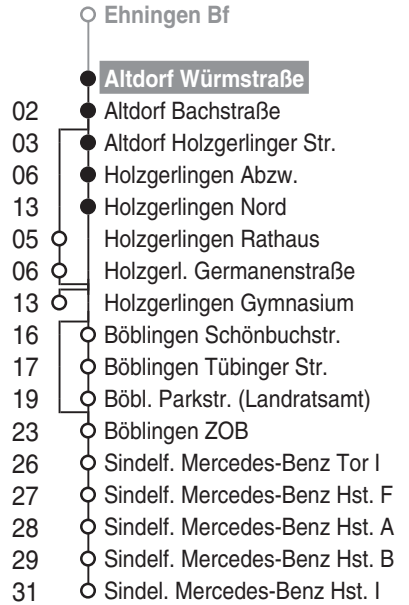 Ehningen Bf
Altdorf Würmstraße
02 Altdorf Bachstraße
03 Altdorf Holzgerlinger Str.
06 Holzgerlingen Abzw.
13 Holzgerlingen Nord
05 Holzgerlingen Rathaus
06 Holzgerl. Germanenstraße
13 Holzgerlingen Gymnasium
16 Böblingen Schönbuchstr.
17 Böblingen Tübinger Str.
19 Böbl. Parkstr. (Landratsamt)
23 Böblingen ZOB
26 Sindelf. Mercedes-Benz Tor I
27 Sindelf. Mercedes-Benz Hst. F
28 Sindelf. Mercedes-Benz Hst. A
29 Sindelf. Mercedes-Benz Hst. B
31 Sindel. Mercedes-Benz Hst. I